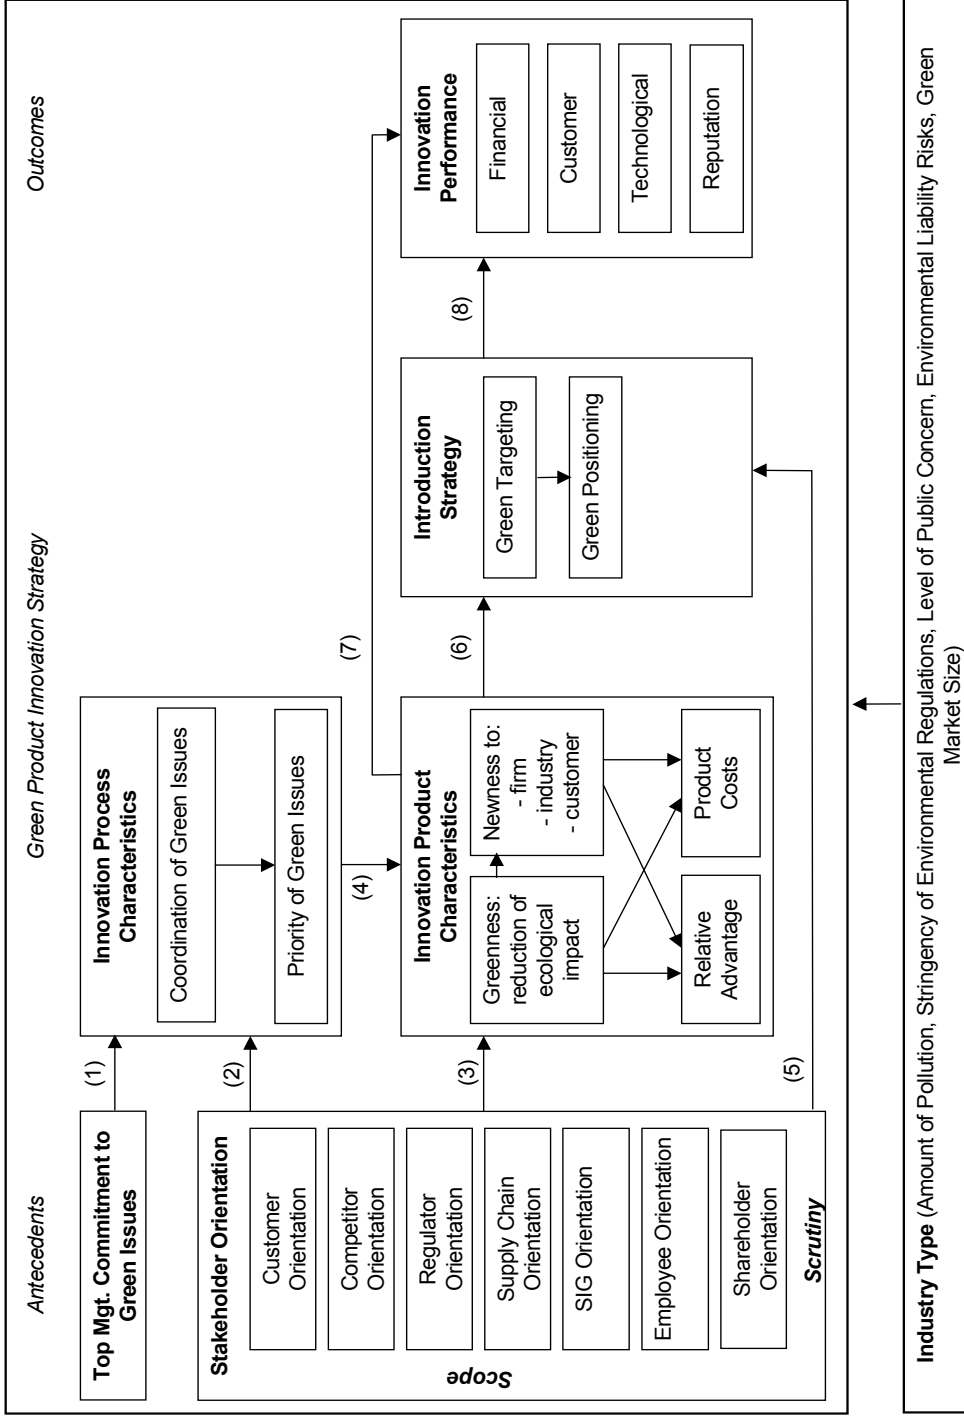 Antecedents
Green Product Innovation Strategy
Outcomes
Top Mgt. Commitment to
Green Issues
(1)
Innovation Process
Characteristics
Coordination of Green Issues
Priority of Green Issues
Stakeholder Orientation
Customer
Orientation
Competitor
Orientation
Regulator
Orientation
Supply Chain
Orientation
SIG Orientation
Employee Orientation
Shareholder
Orientation
Scope
Scrutiny
(2)
(3)
(4)
(5)
Innovation Product
Characteristics
Greenness:
reduction of
ecological
impact
Newness to:
- firm
- industry
- customer
Relative
Advantage
Product
Costs
(6)
(7)
Introduction
Strategy
Green Targeting
Green Positioning
(8)
Innovation
Performance
Financial
Customer
Technological
Reputation
Industry Type (Amount of Pollution, Stringency of Environmental Regulations, Level of Public Concern, Environmental Liability Risks, Green
Market Size)